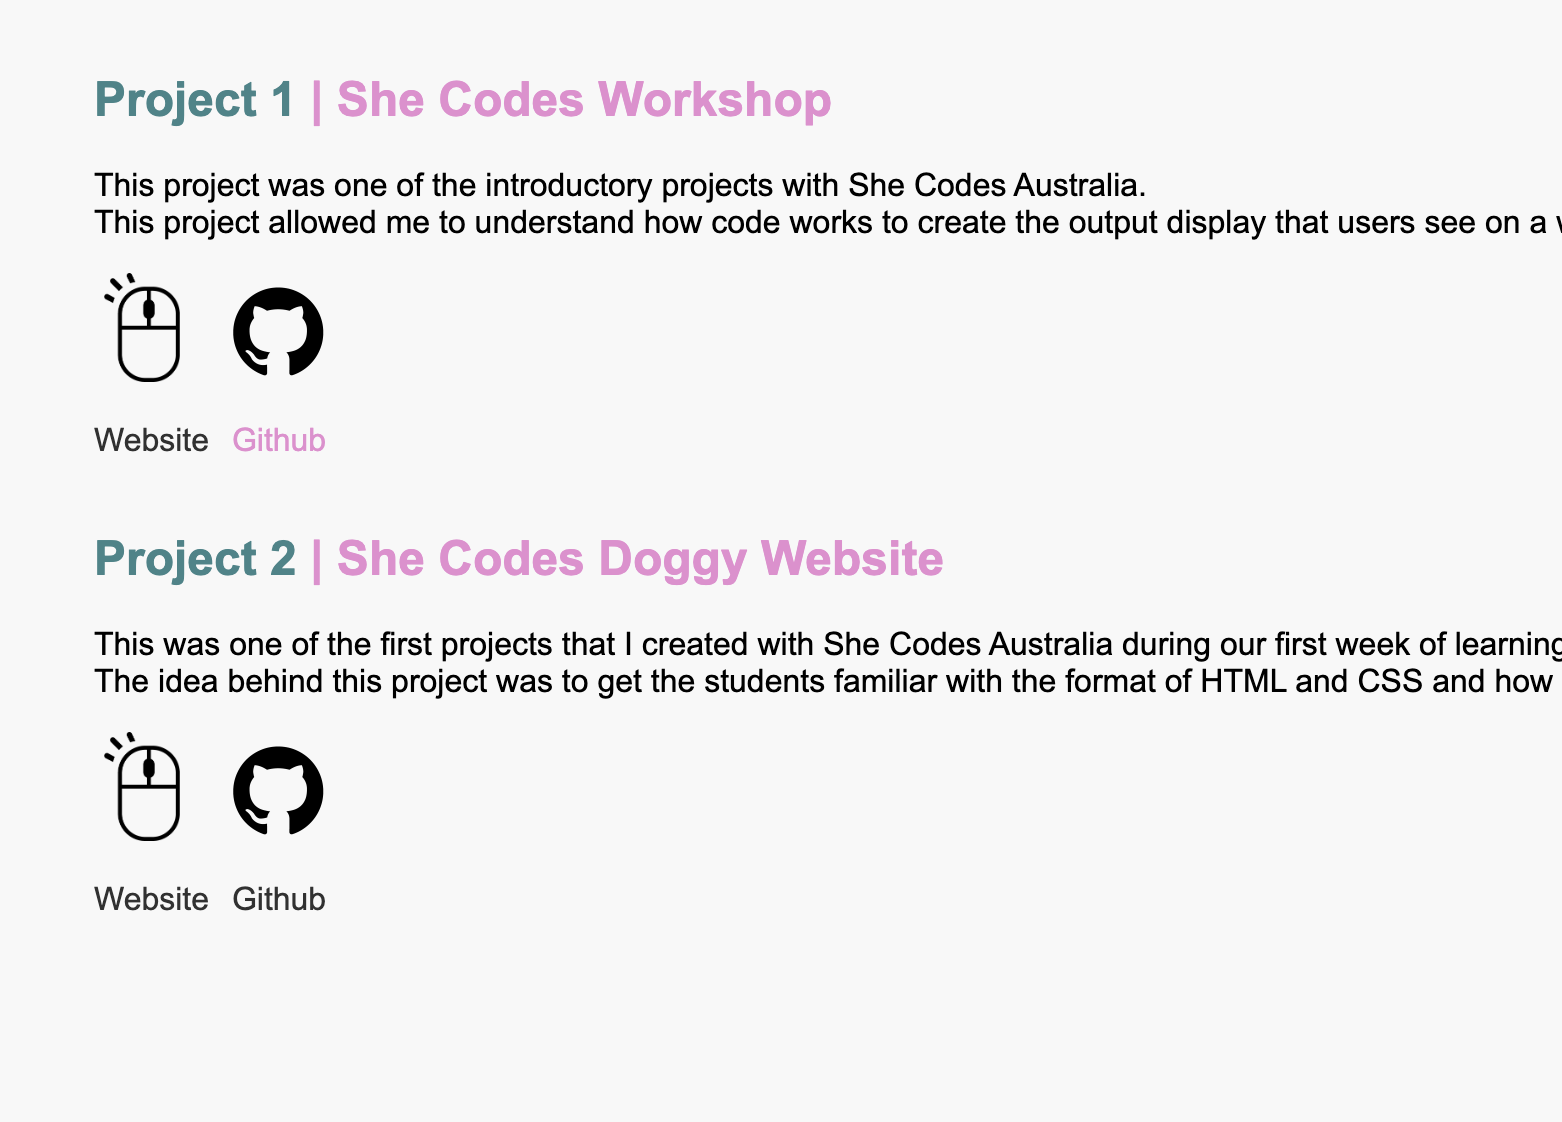 Project 1 | She Codes Workshop
This project was one of the introductory projects with She Codes Australia.
This project allowed me to understand how code works to create the output display that users see on a
Website Github
Project 2 | She Codes Doggy Website
This was one of the first projects that I created with She Codes Australia during our first week of learning
The idea behind this project was to get the students familiar with the format of HTML and CSS and how
Website Github